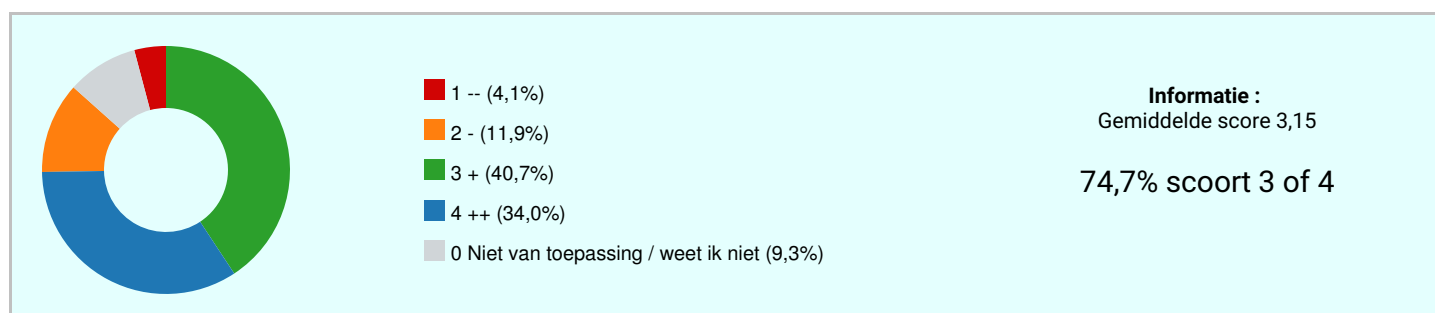 1 -- (4,1%)
2 - (11,9%)
3 + (40,7%)
4 ++ (34,0%)
0 Niet van toepassing / weet ik niet (9,3%)
Informatie :
Gemiddelde score 3,15
74,7% scoort 3 of 4